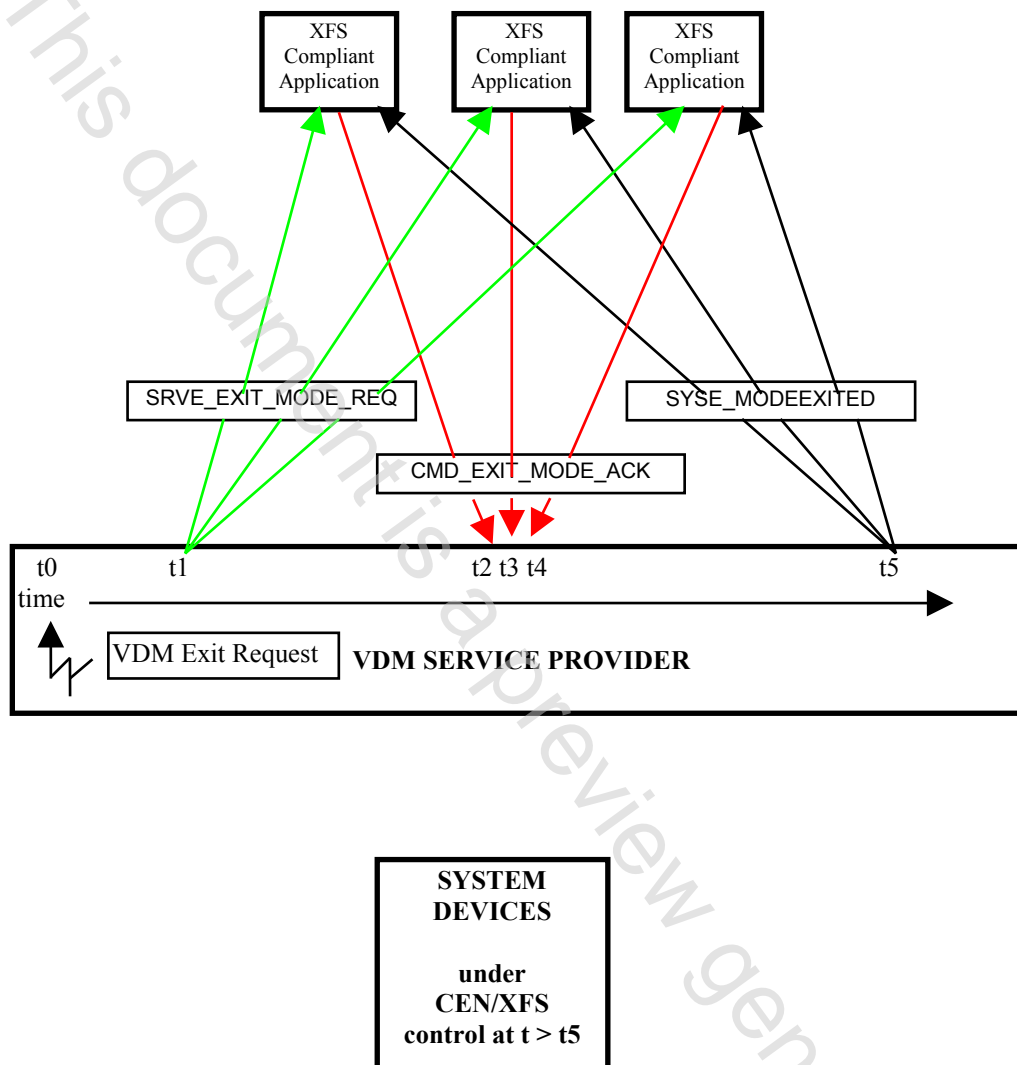 XFS
Compliant
Application
XFS
Compliant
Application
XFS
Compliant
Application
SRVE_EXIT_MODE_REQ
SYSE_MODEEXITED
CMD_EXIT_MODE_ACK
t0
t1
t2 t3 t4
t5
time
VDM Exit Request
VDM SERVICE PROVIDER
SYSTEM
DEVICES
under
CEN/XFS
control at t > t5
This document is a preview gen